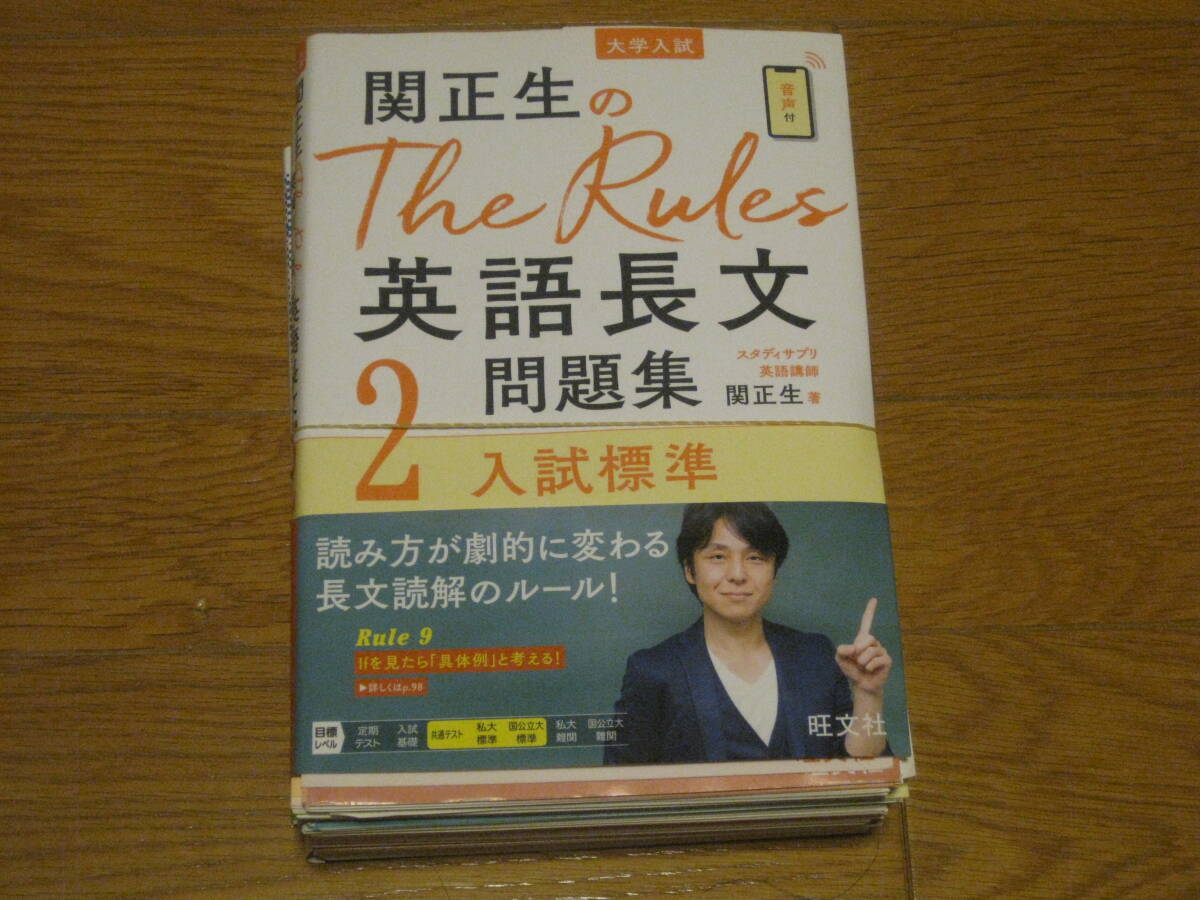 大学入試
関正生の
音声付
The Rules
英語長文
2 問題集
スタディサプリ
英語講師
関正生 著
入試標準
読み方が劇的に変わる
長文読解のルール!
Rule 9
Ifを見たら「具体例」と考える!
▶詳しくはp.98
目標レベル 定期テスト 入試基礎 共通テスト 私大標準 国公立大標準 私大難関 国公立大難関
旺文社